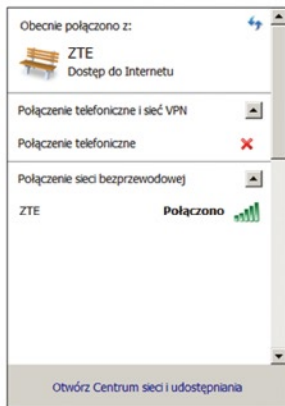 Obecnie połączono z:
ZTE
Dostęp do Internetu
Połączenie telefoniczne i sieć VPN
Połączenie telefoniczne
Połączenie sieci bezprzewodowej
ZTE Połączono
Otwórz Centrum sieci i udostępniania